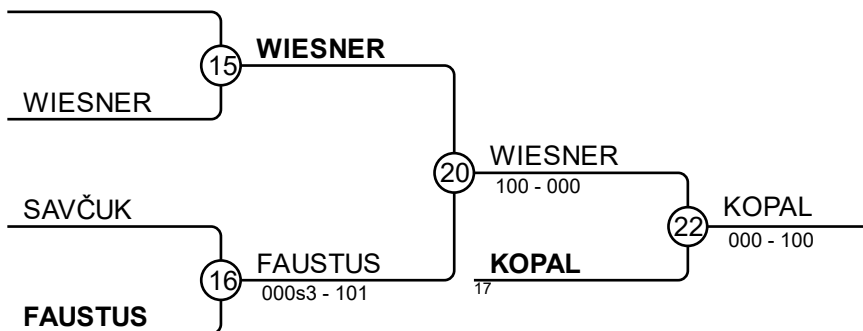 15
WIESNER
WIESNER
20
WIESNER
100 - 000
SAVČUK
22
KOPAL
000 - 100
16
FAUSTUS
000s3 - 101
KOPAL
17
FAUSTUS